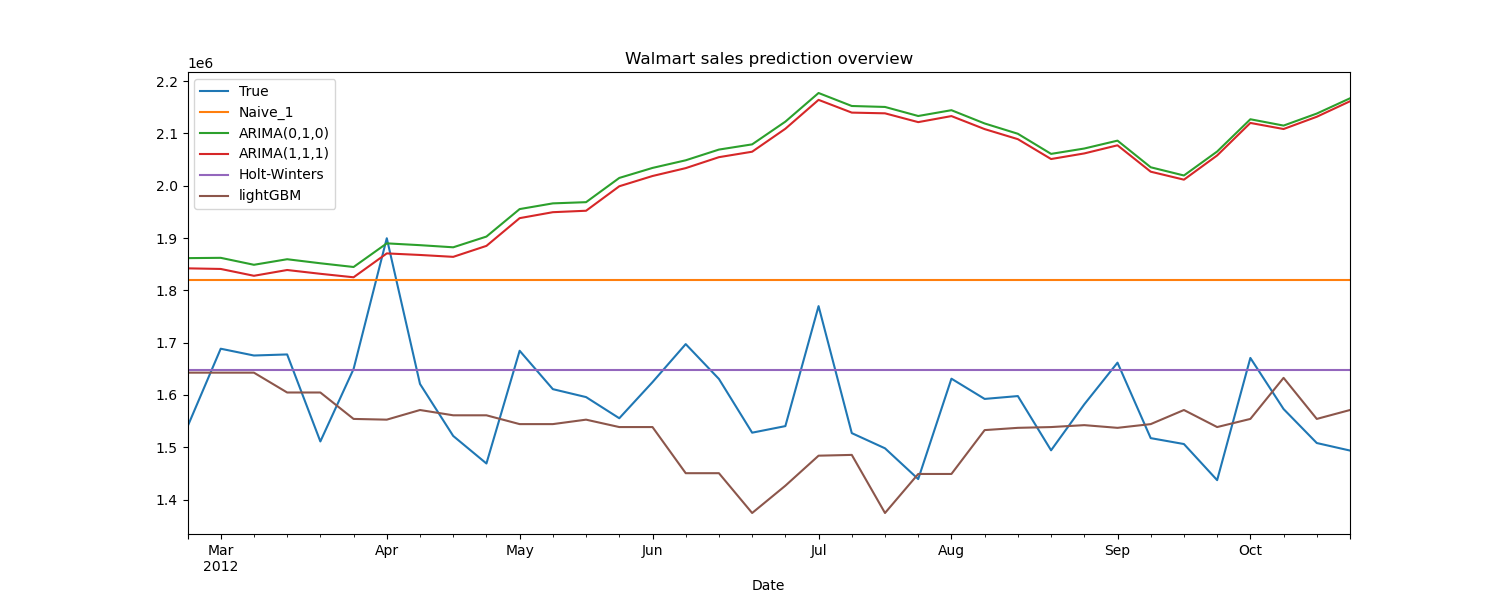 Walmart sales prediction overview
1e6
2.2
2.1
2.0
1.9
1.8
1.7
1.6
1.5
1.4
True
Naive_1
ARIMA(0,1,0)
ARIMA(1,1,1)
Holt-Winters
lightGBM
Mar Apr May Jun Jul Aug Sep Oct
2012
Date